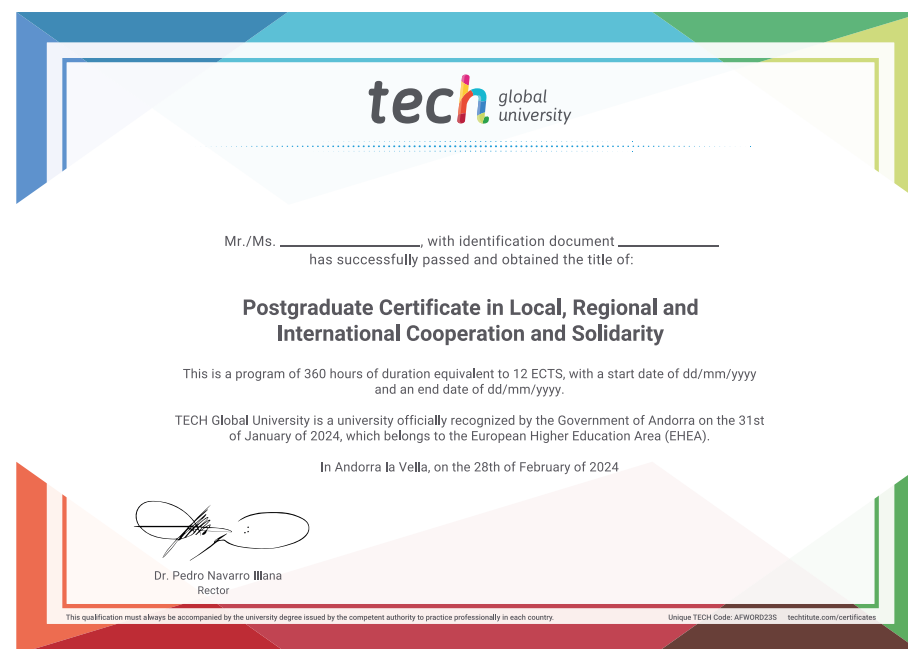 tech global
university
Mr./Ms. ____________, with identification document ____________
has successfully passed and obtained the title of:
Postgraduate Certificate in Local, Regional and
International Cooperation and Solidarity
This is a program of 360 hours of duration equivalent to 12 ECTS, with a start date of dd/mm/yyyy
and an end date of dd/mm/yyyy.
TECH Global University is a university officially recognized by the Government of Andorra on the 31st
of January of 2024, which belongs to the European Higher Education Area (EHEA).
In Andorra la Vella, on the 28th of February of 2024
Dr. Pedro Navarro Illana
Rector
This qualification must always be accompanied by the university degree issued by the competent authority to practice professionally in each country. Unique TECH Code: AFWORD23S techtitute.com/certificates